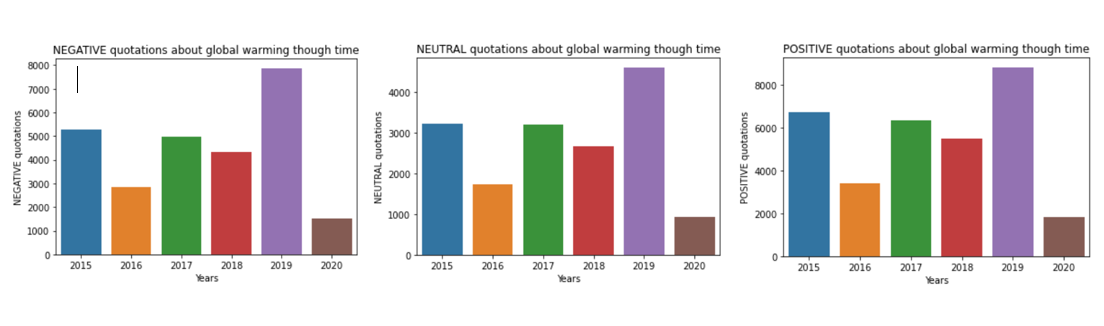 NEGATIVE quotations about global warming though time
8000
7000
6000
5000
4000
3000
2000
1000
0
NEGATIVE quotations
2015 2016 2017 2018 2019 2020
Years
NEUTRAL quotations about global warming though time
4000
3000
2000
1000
0
NEUTRAL quotations
2015 2016 2017 2018 2019 2020
Years
POSITIVE quotations about global warming though time
8000
6000
4000
2000
0
POSITIVE quotations
2015 2016 2017 2018 2019 2020
Years